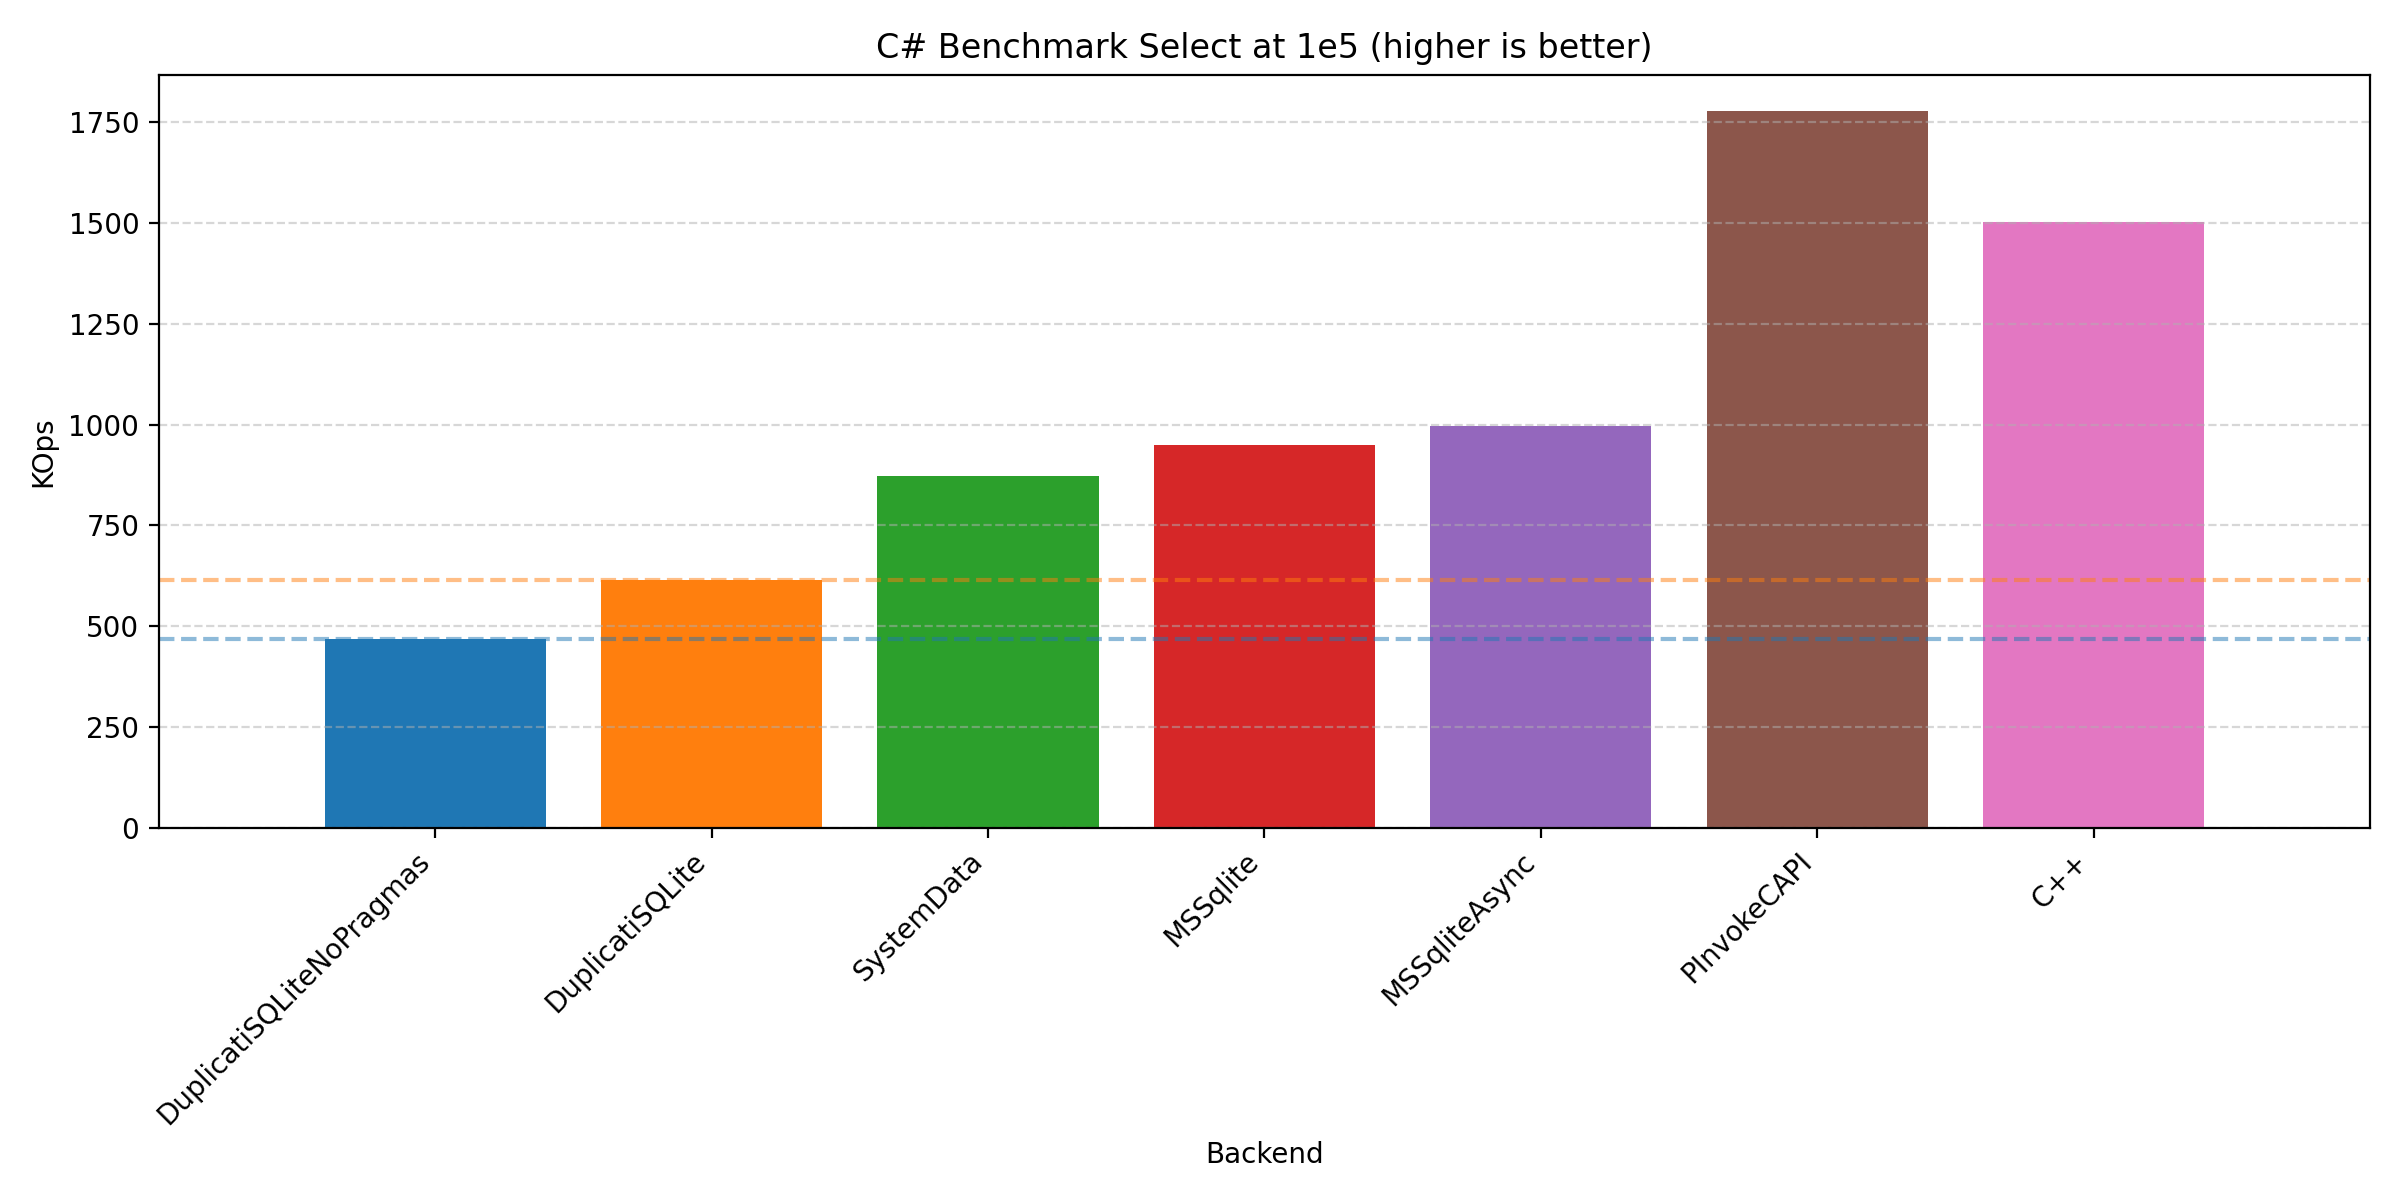 C# Benchmark Select at 1e5 (higher is better)
KOps
1750
1500
1250
1000
750
500
250
0
DuplicatiSQLiteNoPragmas
DuplicatiSQLite
SystemData
MSSqlite
MSSqliteAsync
PInvokeCAPI
C++
Backend